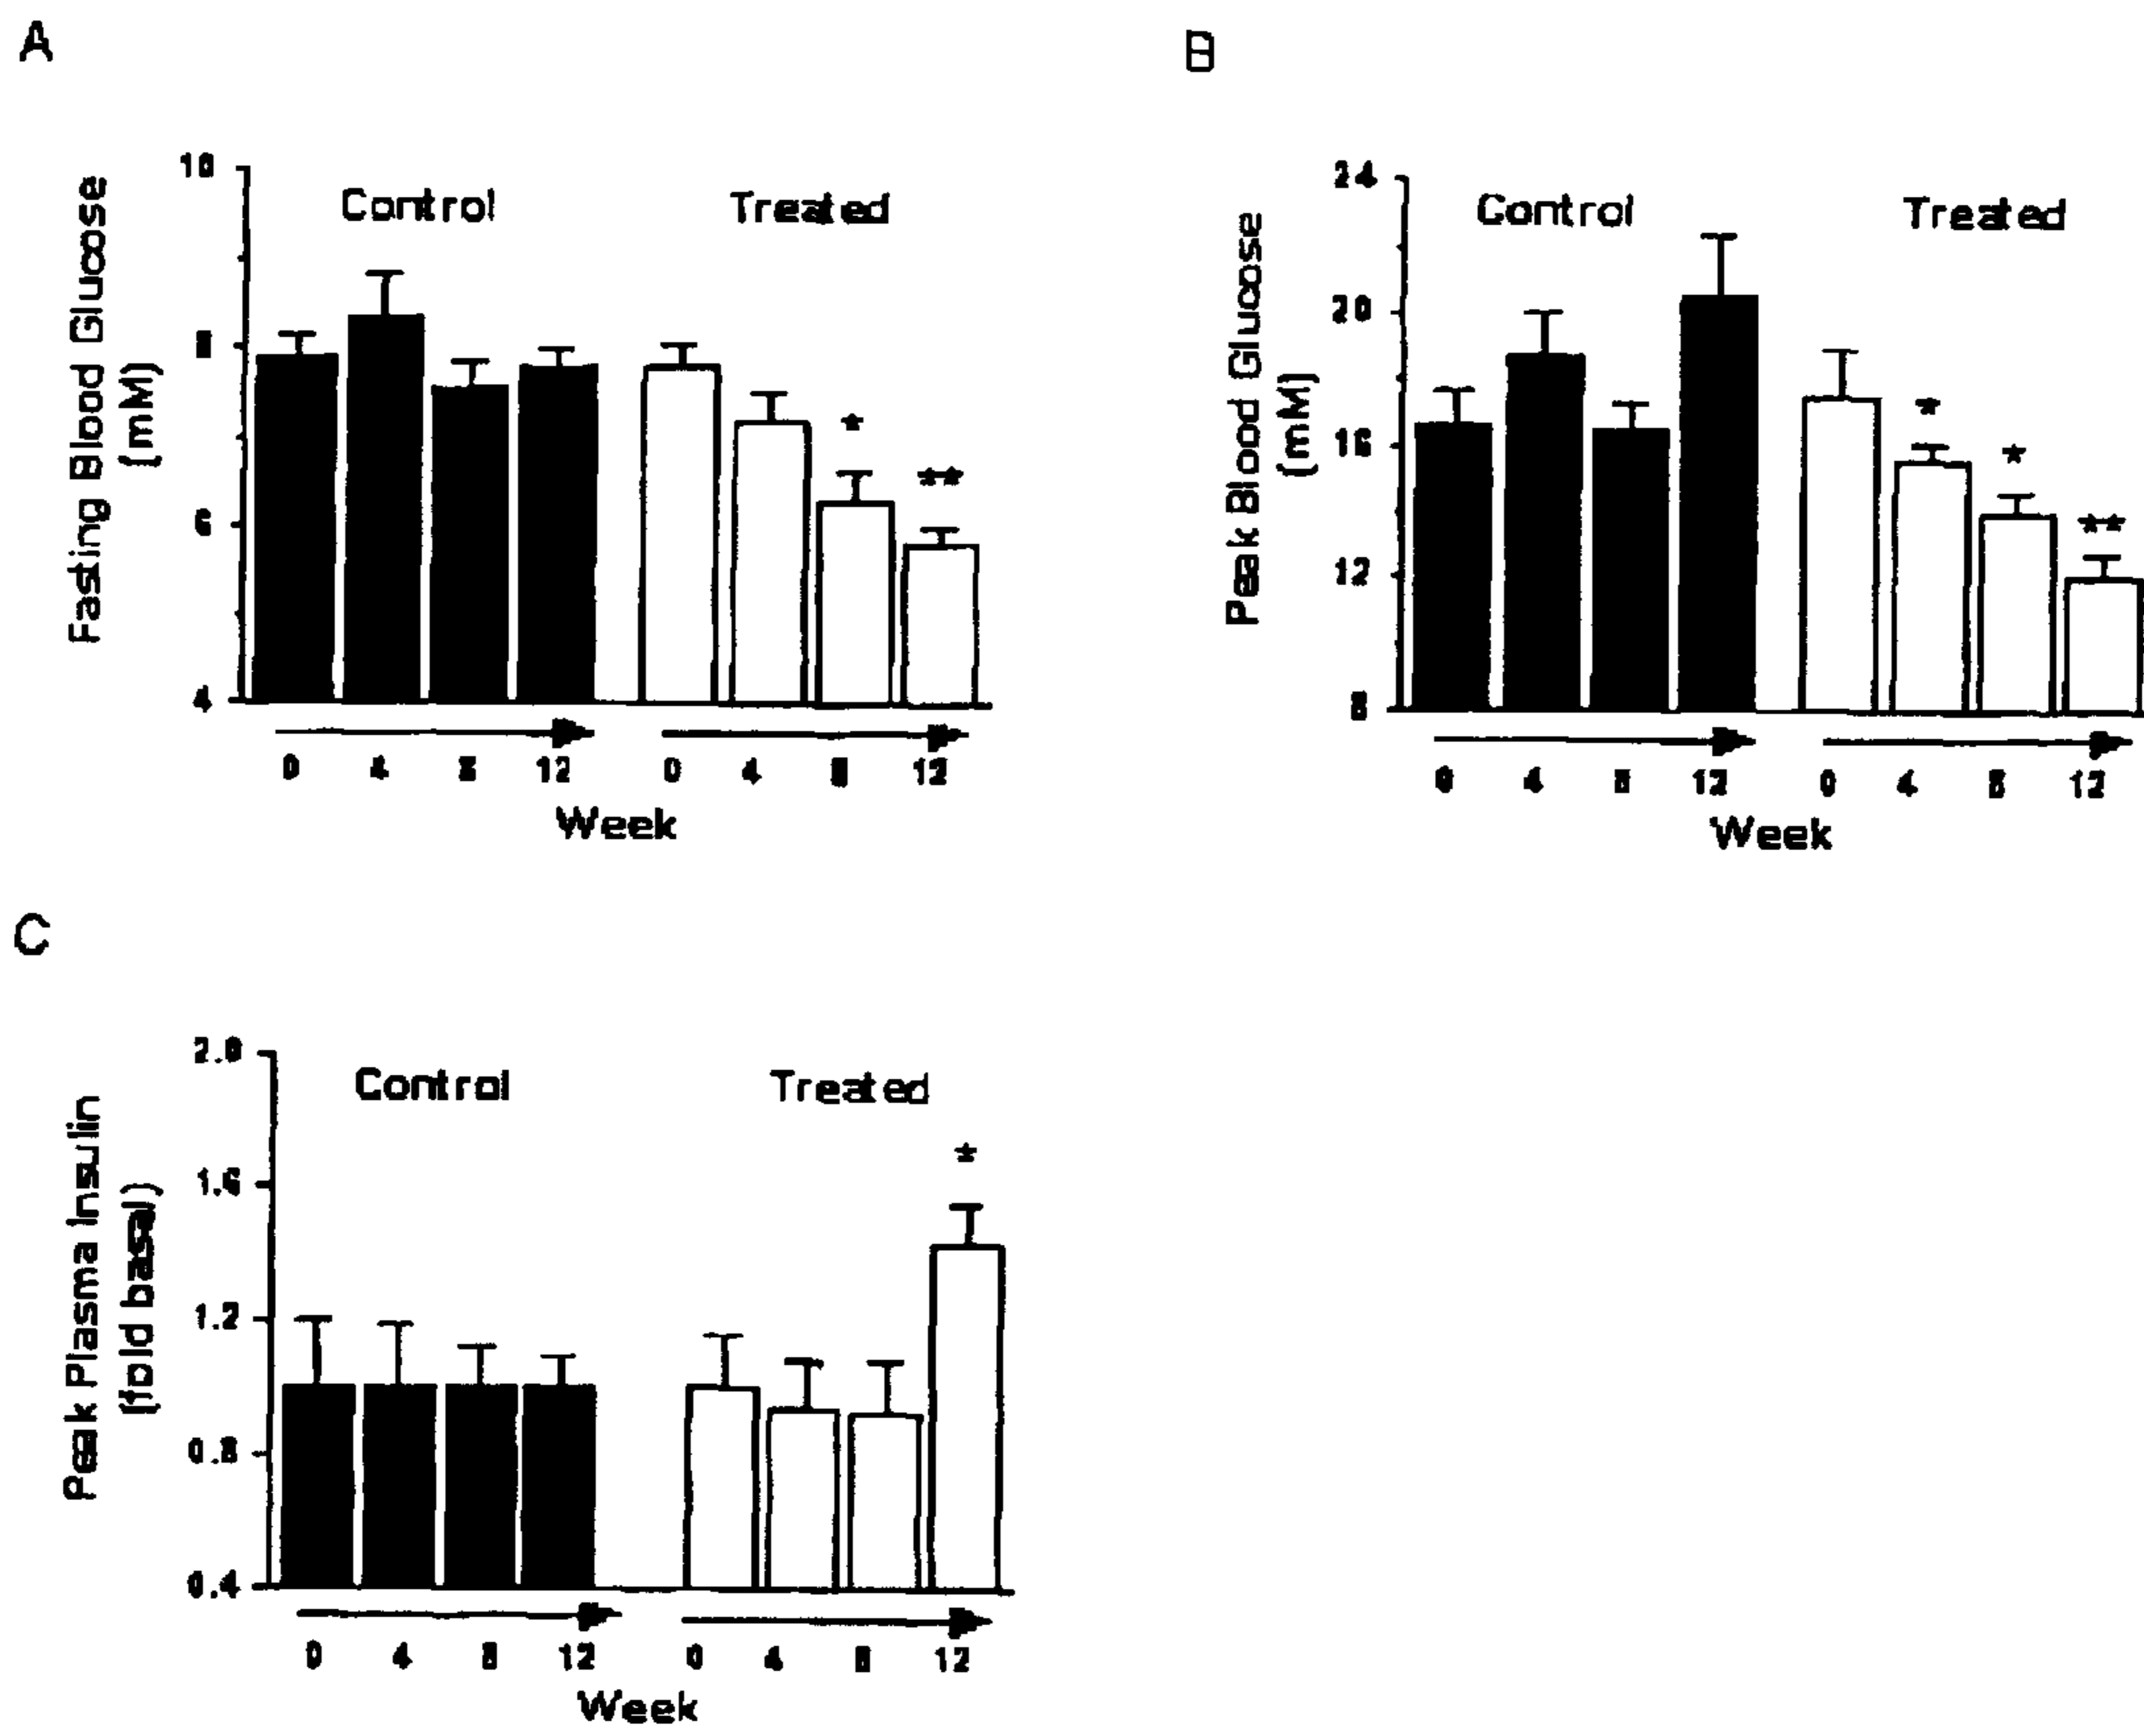 A
10
8
6
4
Fasting Blood Glucose
(mM)
Control
Treated
*
**
0 4 8 12 0 4 8 12
Week
B
24
20
16
12
8
Peak Blood Glucose
(mM)
Control
Treated
*
*
**
0 4 8 12 0 4 8 12
Week
C
2.0
1.6
1.2
0.8
0.4
Peak Plasma Insulin
(fold basal)
Control
Treated
*
0 4 8 12 0 4 8 12
Week